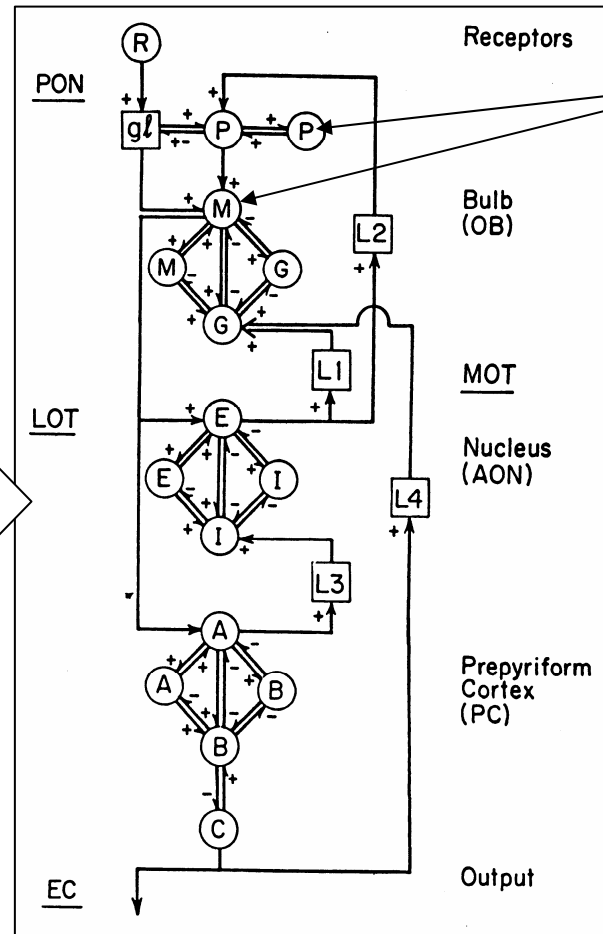 R
Receptors
PON
+
+
+
gl
+ -
P
+
+
P
+
+
M
-
Bulb
(OB)
L2
+
M
G
G
+
+
L1
+
MOT
LOT
+
E
-
Nucleus
(AON)
E
I
L4
+
I
+
L3
+
A
-
A
B
Prepyriform
Cortex
(PC)
B
-
+
C
Output
EC